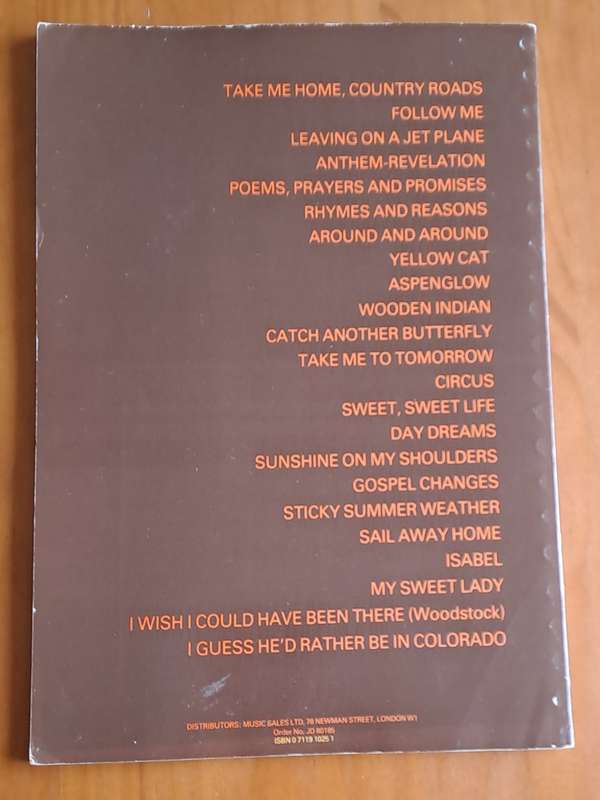 TAKE ME HOME, COUNTRY ROADS
FOLLOW ME
LEAVING ON A JET PLANE
ANTHEM-REVELATION
POEMS, PRAYERS AND PROMISES
RHYMES AND REASONS
AROUND AND AROUND
YELLOW CAT
ASPENGLOW
WOODEN INDIAN
CATCH ANOTHER BUTTERFLY
TAKE ME TO TOMORROW
CIRCUS
SWEET, SWEET LIFE
DAY DREAMS
SUNSHINE ON MY SHOULDERS
GOSPEL CHANGES
STICKY SUMMER WEATHER
SAIL AWAY HOME
ISABEL
MY SWEET LADY
I WISH I COULD HAVE BEEN THERE (Woodstock)
I GUESS HE'D RATHER BE IN COLORADO
DISTRIBUTORS: MUSIC SALES LTD, 78 NEWMAN STREET, LONDON W1
Order No. JD 80185
ISBN 0 7119 1025 1